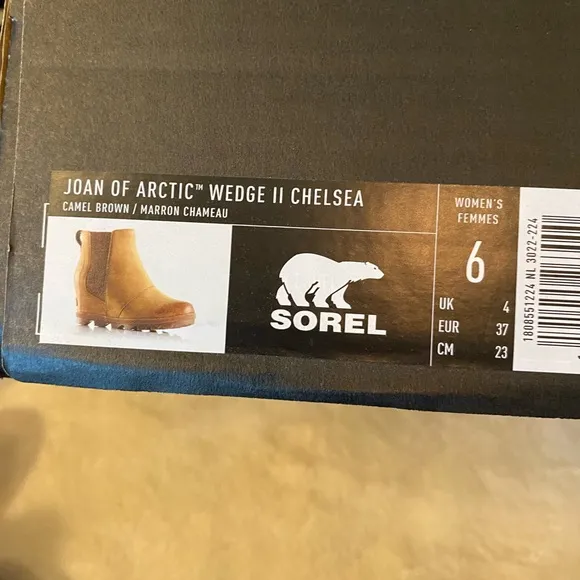 JOAN OF ARCTIC™ WEDGE II CHELSEA
CAMEL BROWN / MARRON CHAMEAU
SOREL
WOMEN'S
FEMMES
6
UK 4
EUR 37
CM 23
1808551224 NL 3022-224